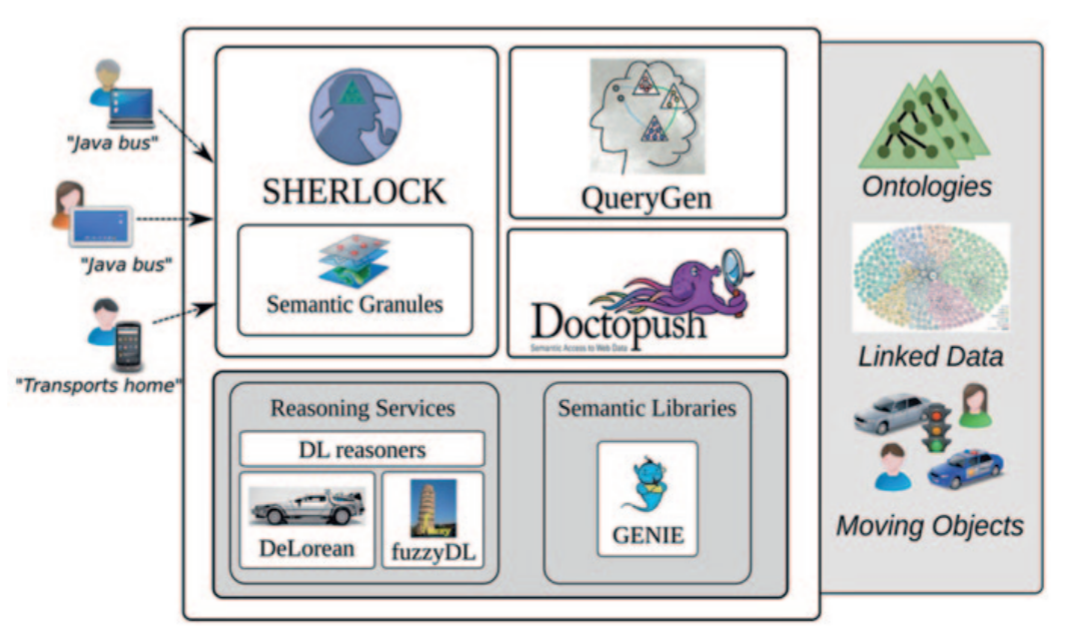 "Java bus"
"Java bus"
"Transports home"
SHERLOCK
Semantic Granules
QueryGen
Doctopush
Semantic Access to Web Data
Reasoning Services
DL reasoners
DeLorean
fuzzyDL
Semantic Libraries
GENIE
Ontologies
Linked Data
Moving Objects